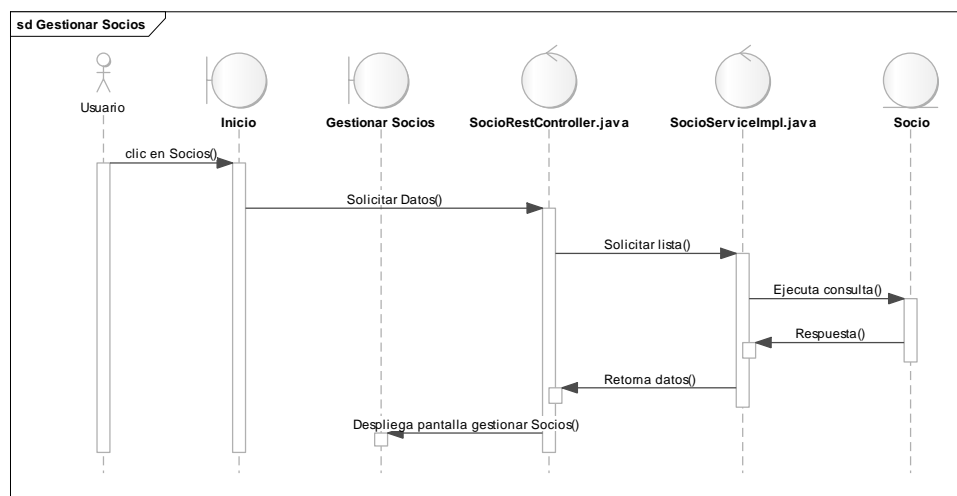 sd Gestionar Socios
Usuario
Inicio
Gestionar Socios
SocioRestController.java
SocioServiceImpl.java
Socio
clic en Socios()
Solicitar Datos()
Solicitar lista()
Ejecuta consulta()
Respuesta()
Retorna datos()
Despliega pantalla gestionar Socios()